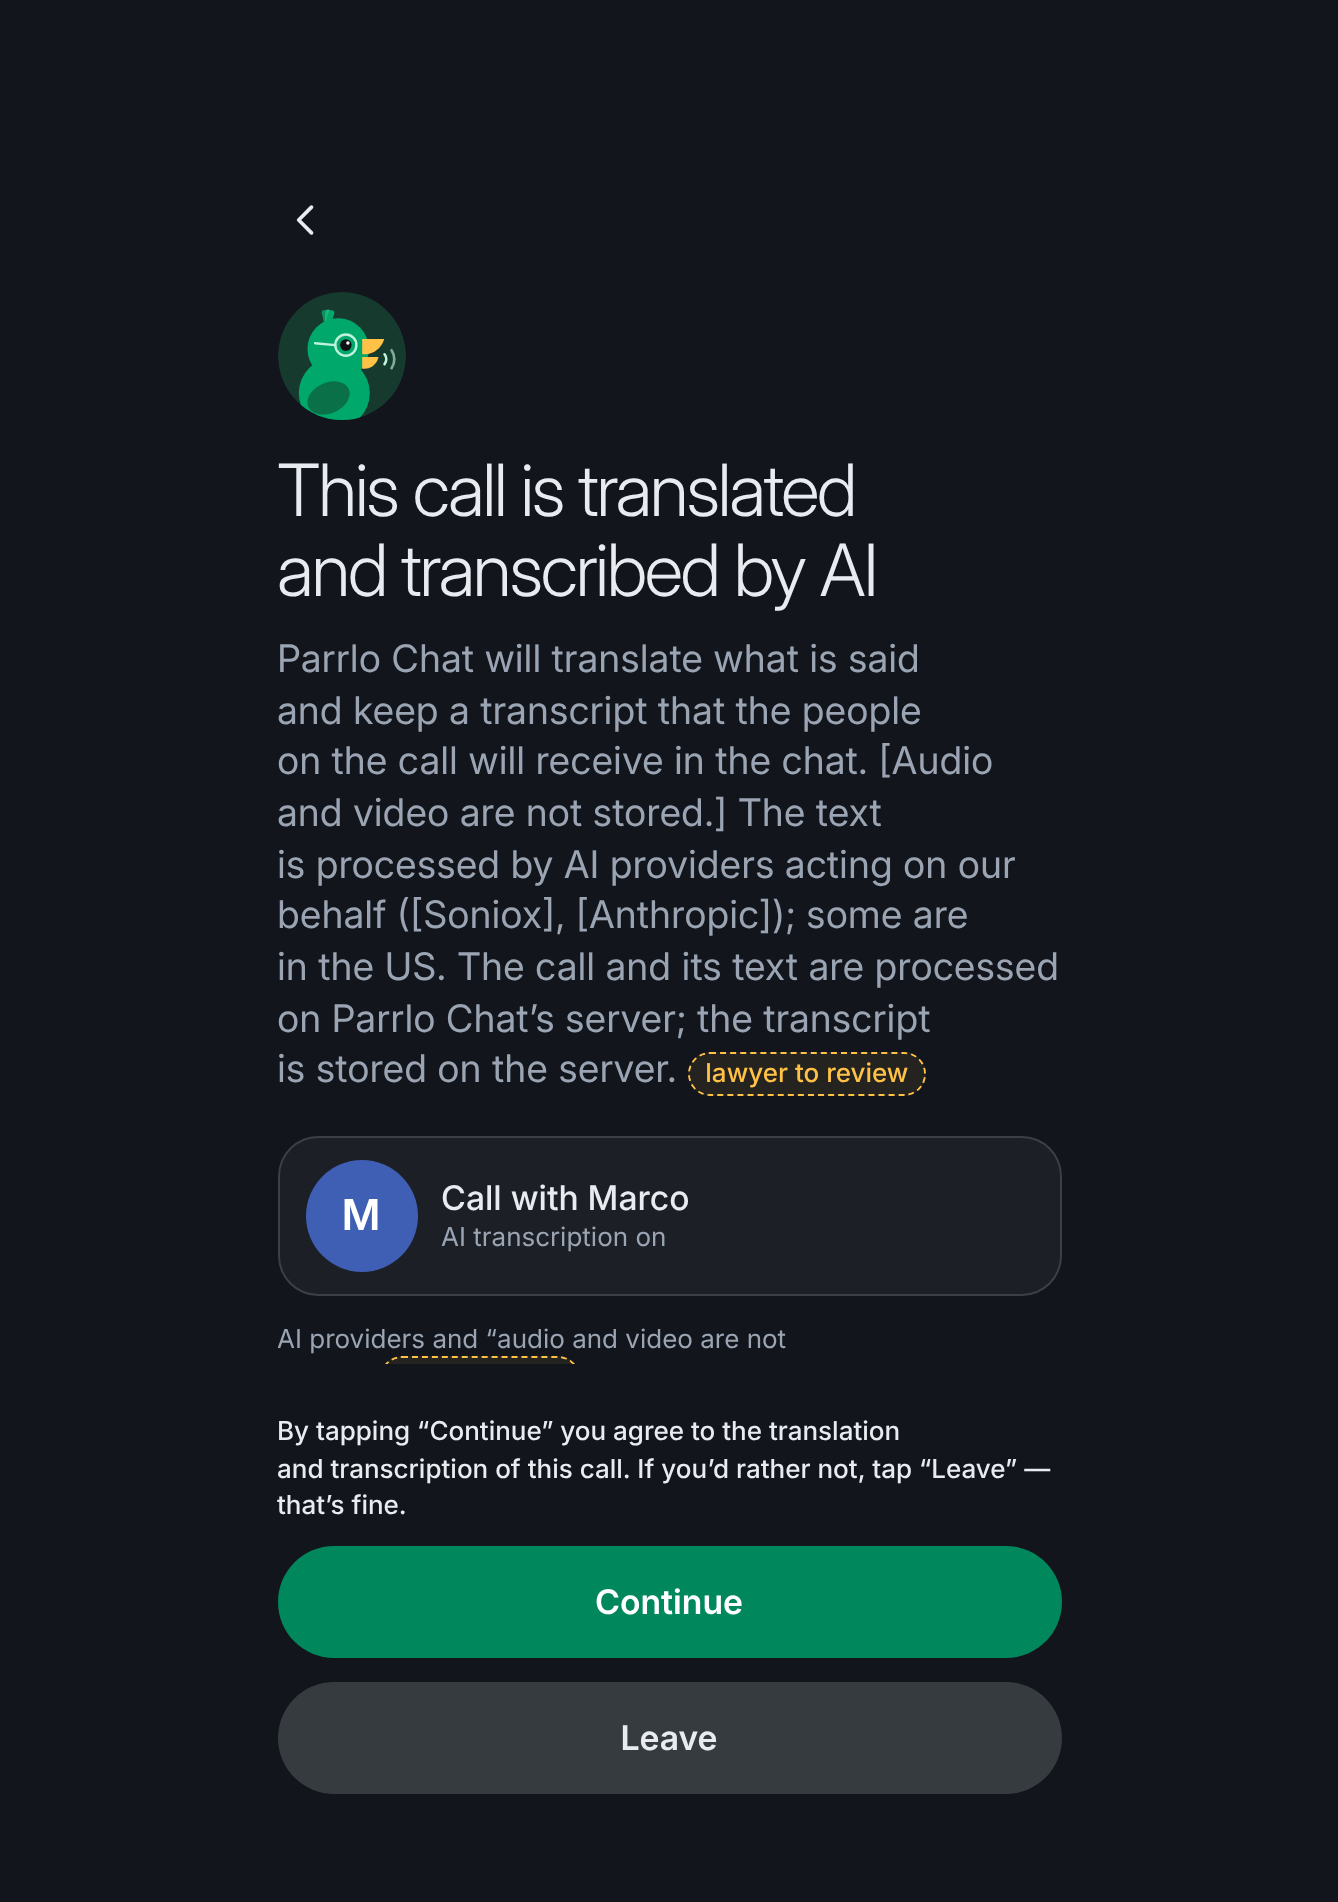 This call is translated
and transcribed by AI
Parrlo Chat will translate what is said
and keep a transcript that the people
on the call will receive in the chat. [Audio
and video are not stored.] The text
is processed by AI providers acting on our
behalf ([Soniox], [Anthropic]); some are
in the US. The call and its text are processed
on Parrlo Chat’s server; the transcript
is stored on the server. lawyer to review
M
Call with Marco
AI transcription on
AI providers and “audio and video are not
By tapping “Continue” you agree to the translation
and transcription of this call. If you’d rather not, tap “Leave” —
that’s fine.
Continue
Leave